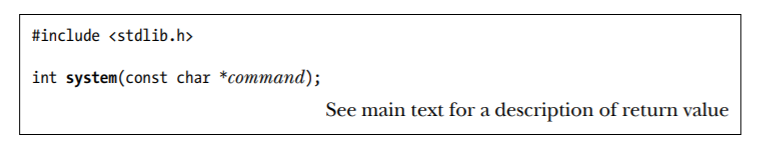 #include <stdlib.h>
int system(const char *command);
See main text for a description of return value